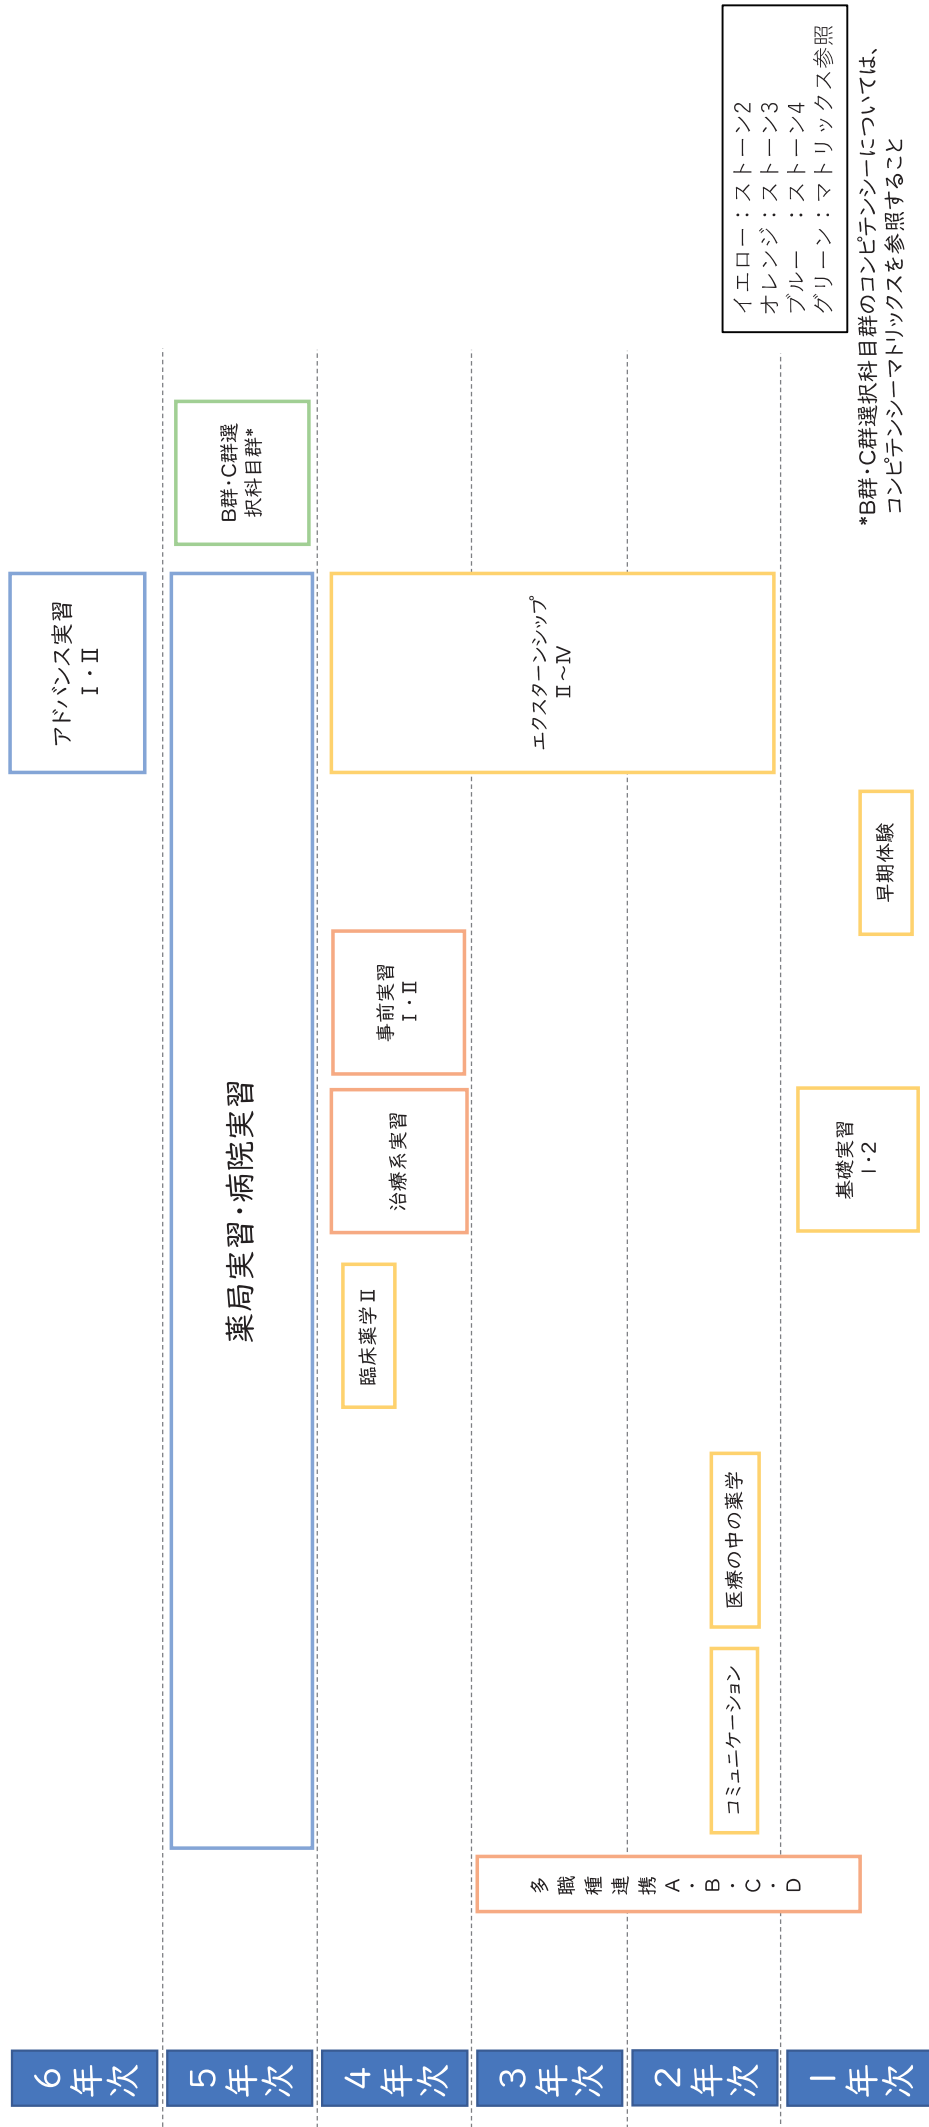 6
年次
アドバンス実習
Ⅰ・Ⅱ
5
年次
薬局実習・病院実習
B群・C群選
択科目群*
4
年次
臨床薬学Ⅱ
治療系実習
事前実習
Ⅰ・Ⅱ
エクスターンシップ
Ⅱ～Ⅳ
3
年次
多職種連携A・B・C・D
2
年次
コミュニケーション
医療の中の薬学
1
年次
基礎実習
1・2
早期体験
イエロー：ストーン2
オレンジ：ストーン3
ブルー　：ストーン4
グリーン：マトリックス参照
*B群・C群選択科目群のコンピテンシーについては、
コンピテンシーマトリックスを参照すること